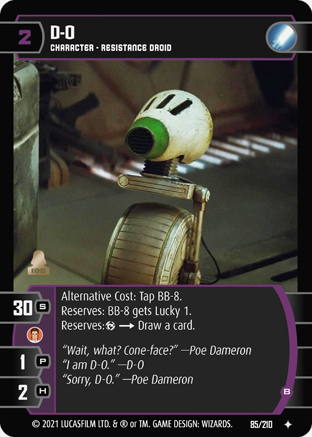 2
D-O
CHARACTER - RESISTANCE DROID
30 S
1 P
2 H
Alternative Cost: Tap BB-8.
Reserves: BB-8 gets Lucky 1.
Reserves: → Draw a card.
"Wait, what? Cone-face?" —Poe Dameron
"I am D-O." —D-O
"Sorry, D-O." —Poe Dameron
B
© 2021 LUCASFILM LTD. & ® or TM. GAME DESIGN: WIZARDS. 85/210